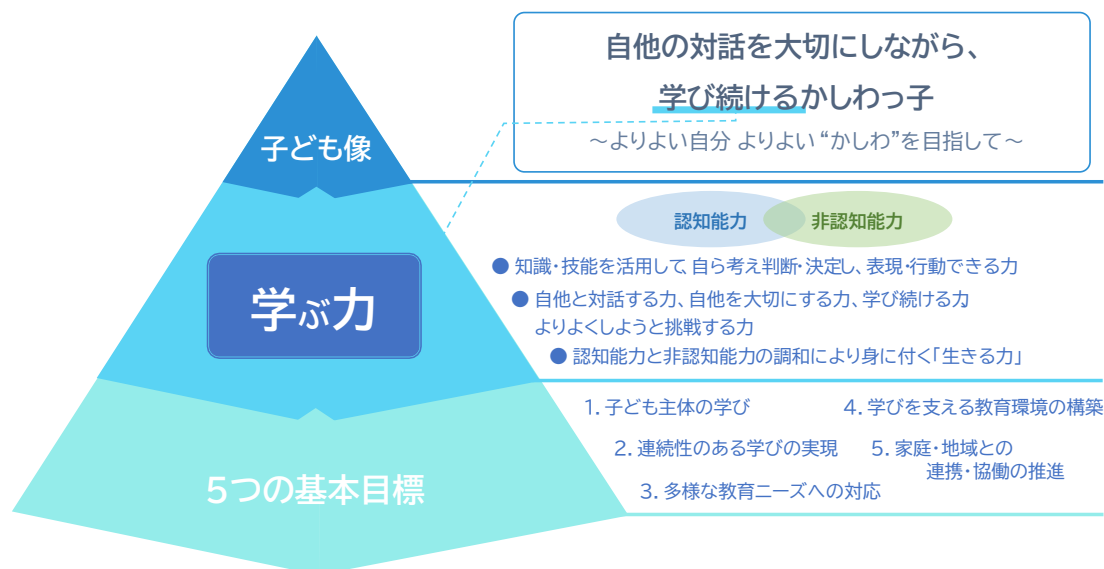 自他の対話を大切にしながら、
学び続けるかしわっ子
～よりよい自分 よりよい “かしわ”を目指して～
子ども像
認知能力
非認知能力
● 知識・技能を活用して、自ら考え判断・決定し、表現・行動できる力
● 自他と対話する力、自他を大切にする力、学び続ける力
よりよくしようと挑戦する力
● 認知能力と非認知能力の調和により身に付く「生きる力」
学ぶ力
1. 子ども主体の学び
2. 連続性のある学びの実現
3. 多様な教育ニーズへの対応
4. 学びを支える教育環境の構築
5. 家庭・地域との
連携・協働の推進
5つの基本目標